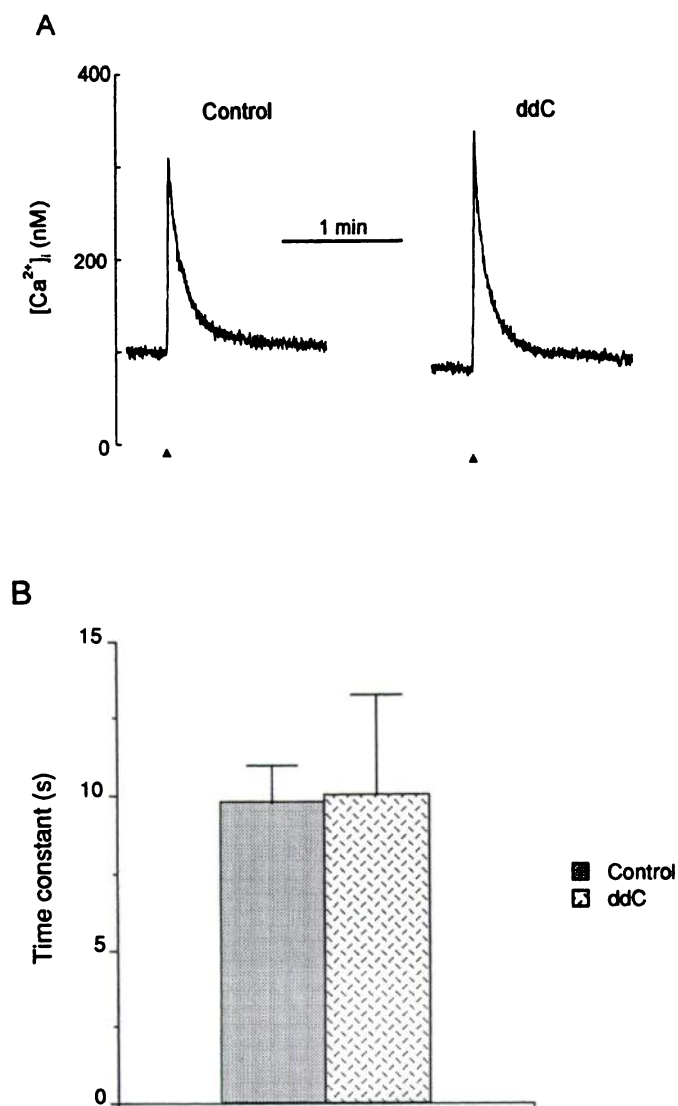 A
400
Control
ddC
1 min
200
[Ca²⁺]ᵢ (nM)
0
B
15
10
Time constant (s)
5
0
Control
ddC